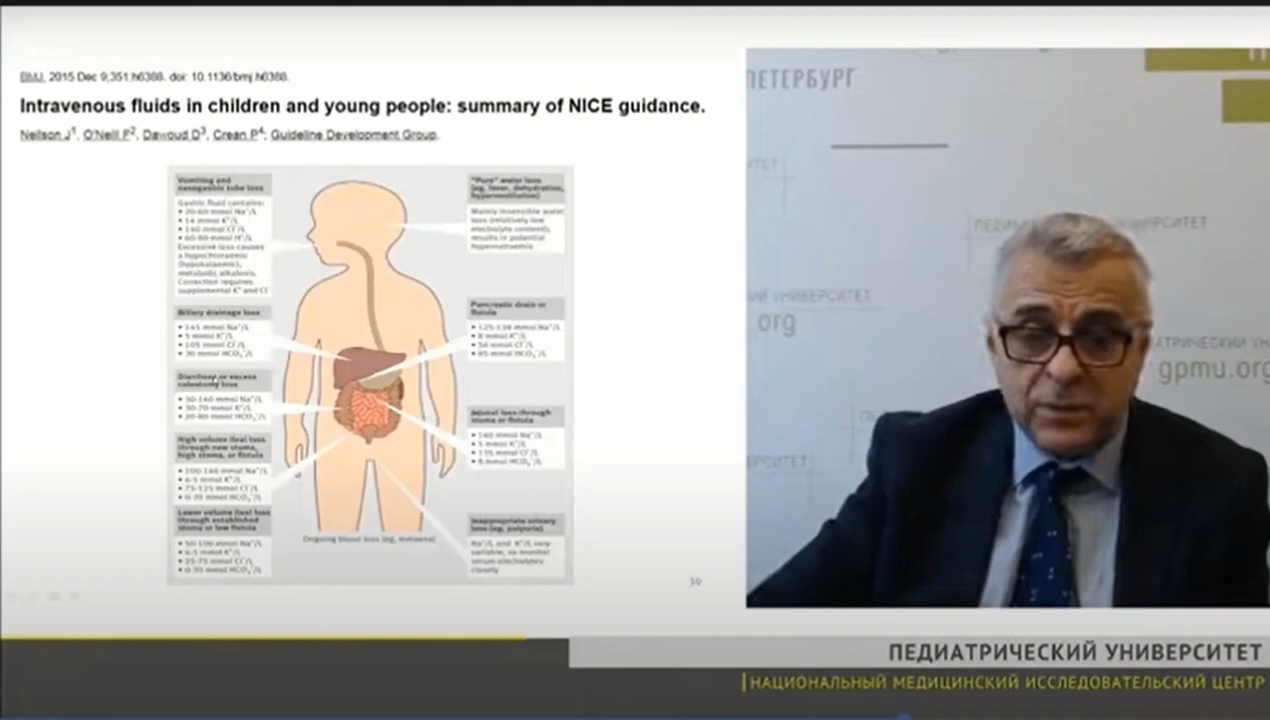 BMJ. 2015 Dec 9;351:h6388. doi: 10.1136/bmj.h6388.
Intravenous fluids in children and young people: summary of NICE guidance.
Neilson J1, O'Neill F2, Dawoud D3, Crean P4; Guideline Development Group.
Vomiting and
nasogastric tube loss
Gastric fluid contains:
• 20-60 mmol Na+/L
• 14 mmol K+/L
• 140 mmol Cl-/L
• 60-80 mmol H+/L
Excessive loss causes
a hypochloraemic
(hypokalaemic)
metabolic alkalosis.
Correction requires
supplemental K+ and Cl-
Biliary drainage loss
• 145 mmol Na+/L
• 5 mmol K+/L
• 105 mmol Cl-/L
• 30 mmol HCO3-/L
Diarrhoea or excess
colostomy loss
• 30-140 mmol Na+/L
• 30-70 mmol K+/L
• 20-80 mmol HCO3-/L
High volume ileal loss
through new stoma,
high stoma, or fistula
• 100-140 mmol Na+/L
• 4-5 mmol K+/L
• 75-125 mmol Cl-/L
• 0-30 mmol HCO3-/L
Lower volume ileal loss
through established
stoma or low fistula
• 50-100 mmol Na+/L
• 4-5 mmol K+/L
• 25-75 mmol Cl-/L
• 0-30 mmol HCO3-/L
"Pure" water loss
(eg, fever, dehydration,
hyperventilation)
Mainly insensible water
loss (relatively low
electrolyte content),
results in potential
hypernatraemia
Pancreatic drain or
fistula
• 125-138 mmol Na+/L
• 8 mmol K+/L
• 56 mmol Cl-/L
• 85 mmol HCO3-/L
Jejunal loss through
stoma or fistula
• 140 mmol Na+/L
• 5 mmol K+/L
• 135 mmol Cl-/L
• 8 mmol HCO3-/L
Inappropriate urinary
loss (eg, polyuria)
Na+/L and K+/L very
variable, so monitor
serum electrolytes
closely
Ongoing blood loss (eg, melaena)
39
ПЕТЕРБУРГ
УНИВЕРСИТЕТ
УНИВЕРСИТЕТ
org
gpmu.org
ПЕДИАТРИЧЕСКИЙ УНИВЕРСИТЕТ
НАЦИОНАЛЬНЫЙ МЕДИЦИНСКИЙ ИССЛЕДОВАТЕЛЬСКИЙ ЦЕНТР